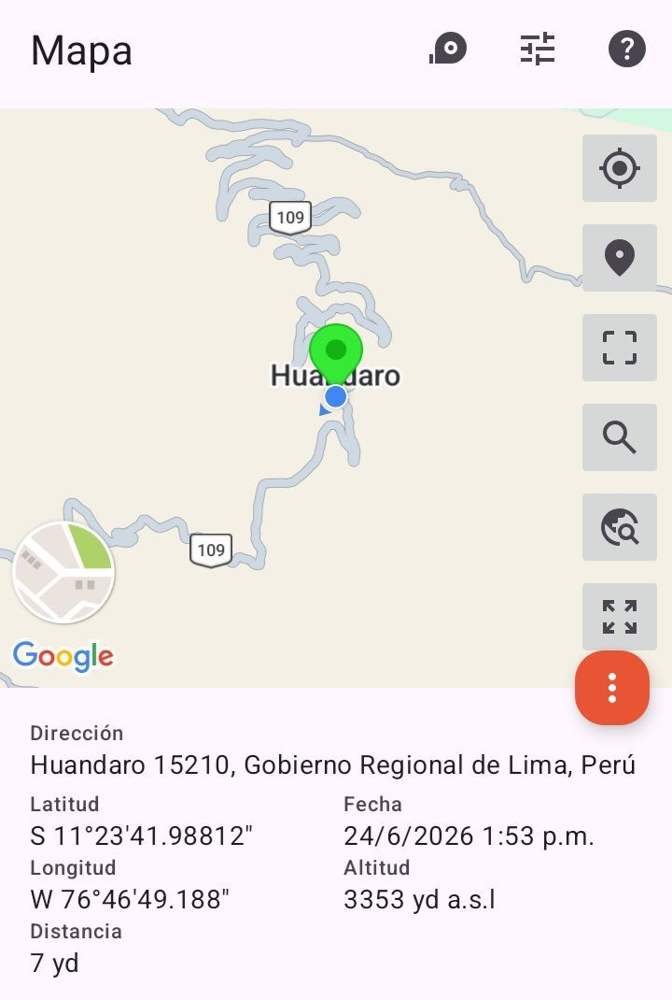 Mapa
109
Huandaro
109
Google
Dirección
Huandaro 15210, Gobierno Regional de Lima, Perú
Latitud
S 11°23'41.98812"
Fecha
24/6/2026 1:53 p.m.
Longitud
W 76°46'49.188"
Altitud
3353 yd a.s.l
Distancia
7 yd